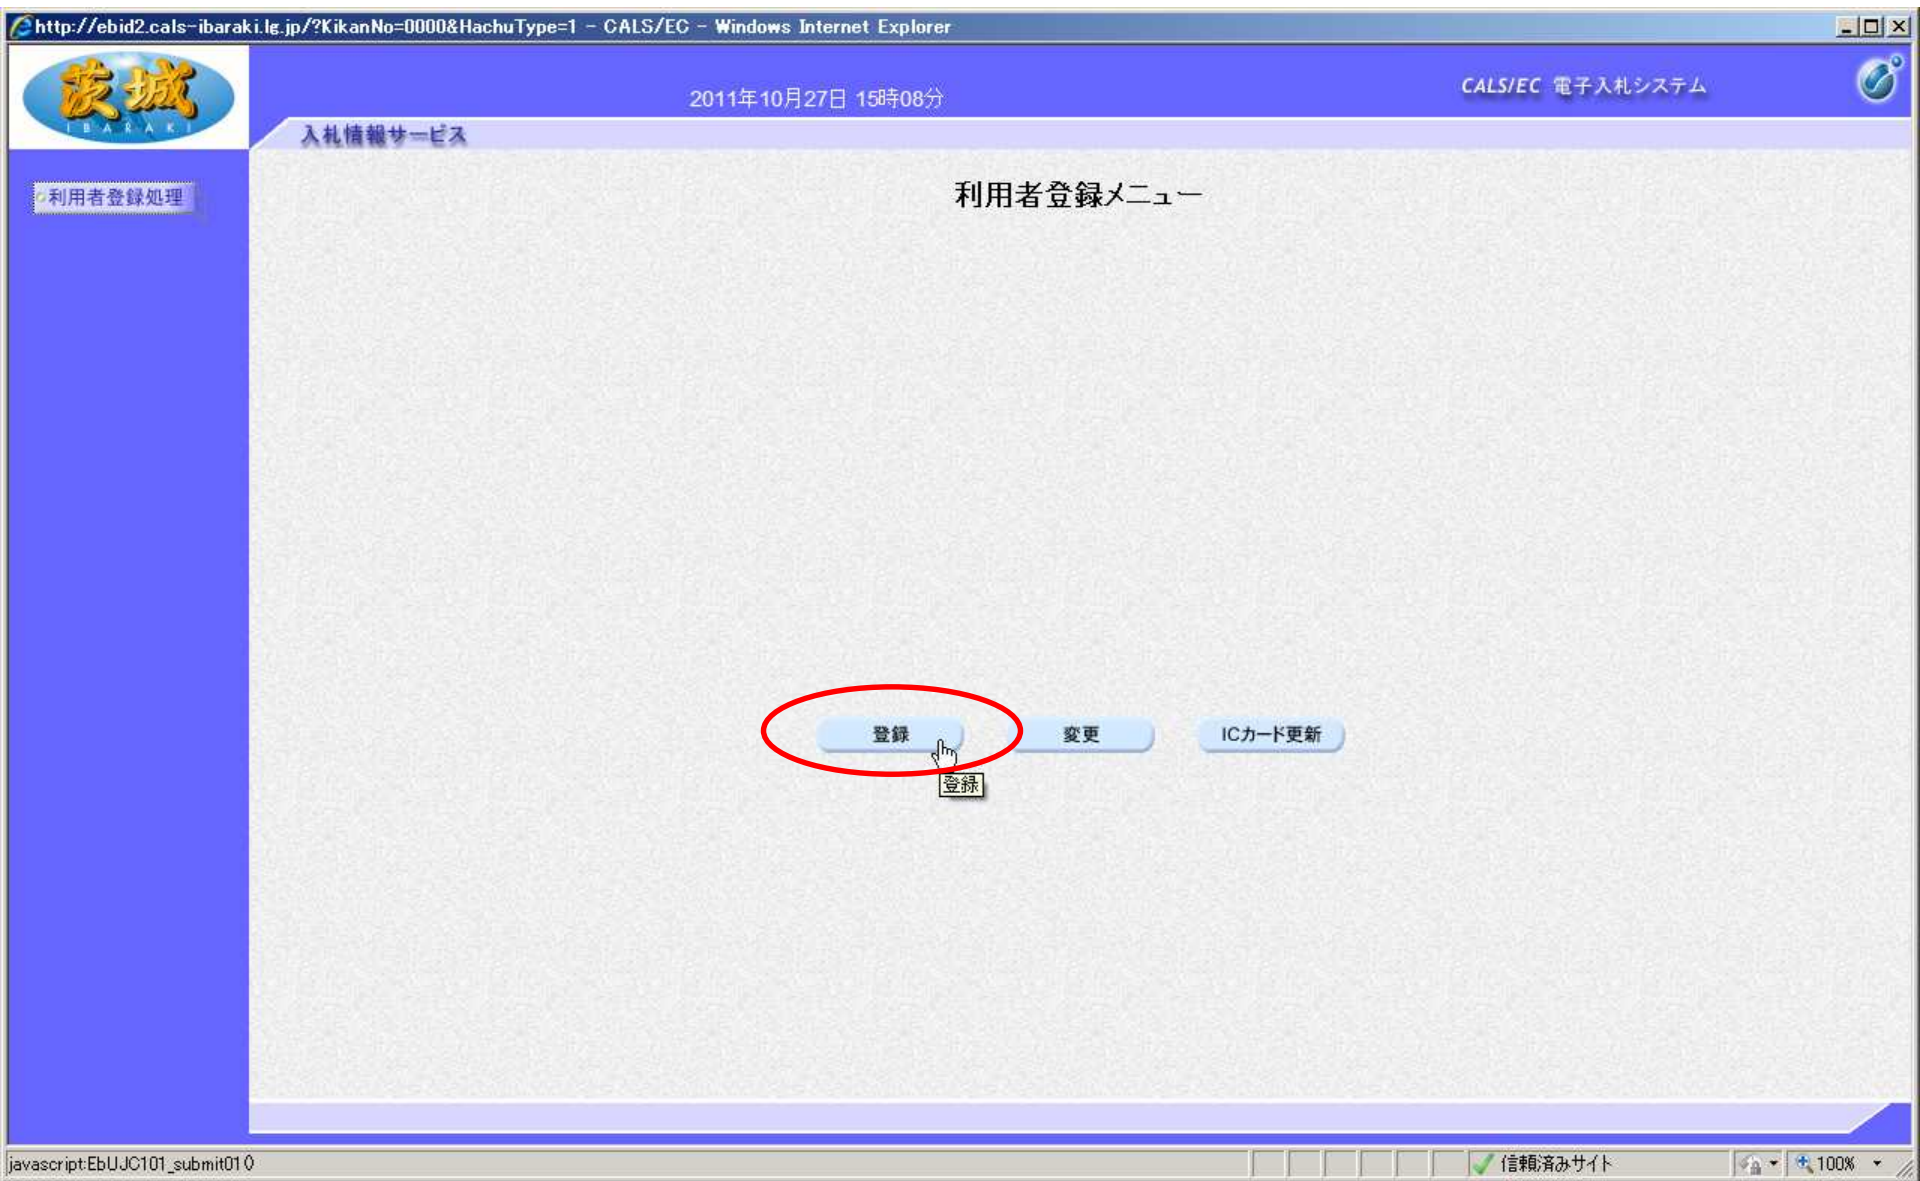 http://ebid2.cals-ibaraki.lg.jp/?KikanNo=0000&HachuType=1 - CALS/EC - Windows Internet Explorer
茨城
IBARAKI
2011年10月27日 15時08分
CALS/EC 電子入札システム
入札情報サービス
利用者登録処理
利用者登録メニュー
登録
変更
ICカード更新
登録
javascript:EbUJC101_submit01()
信頼済みサイト
100%